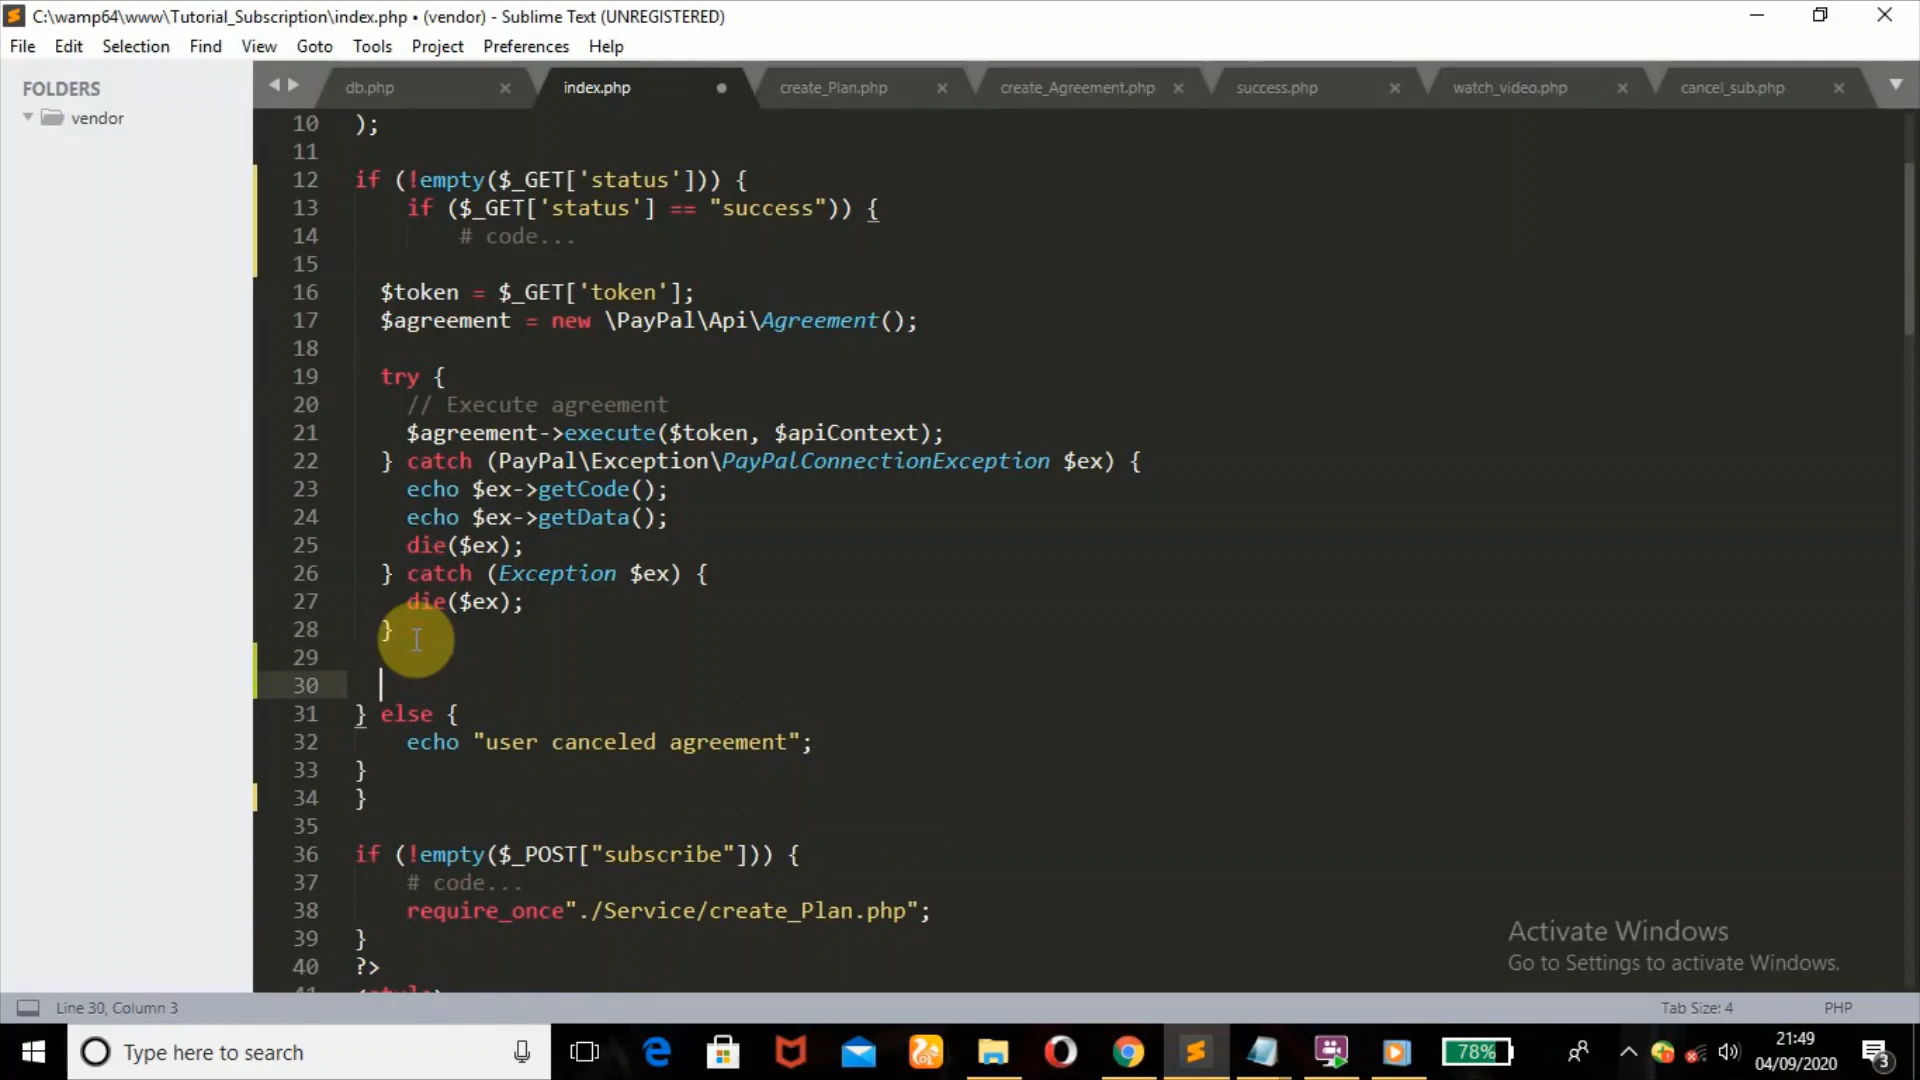 C:\wamp64\www\Tutorial_Subscription\index.php • (vendor) - Sublime Text (UNREGISTERED)
File Edit Selection Find View Goto Tools Project Preferences Help
FOLDERS
vendor
db.php index.php create_Plan.php create_Agreement.php success.php watch_video.php cancel_sub.php
10 );
11
12 if (!empty($_GET['status'])) {
13 if ($_GET['status'] == "success")) {
14 # code...
15
16 $token = $_GET['token'];
17 $agreement = new \PayPal\Api\Agreement();
18
19 try {
20 // Execute agreement
21 $agreement->execute($token, $apiContext);
22 } catch (PayPal\Exception\PayPalConnectionException $ex) {
23 echo $ex->getCode();
24 echo $ex->getData();
25 die($ex);
26 } catch (Exception $ex) {
27 die($ex);
28 }
29
30
31 } else {
32 echo "user canceled agreement";
33 }
34 }
35
36 if (!empty($_POST["subscribe"])) {
37 # code...
38 require_once"./Service/create_Plan.php";
39 }
40 ?>
Activate Windows
Go to Settings to activate Windows.
Line 30, Column 3 Tab Size: 4 PHP
Type here to search 78% 21:49
04/09/2020 3